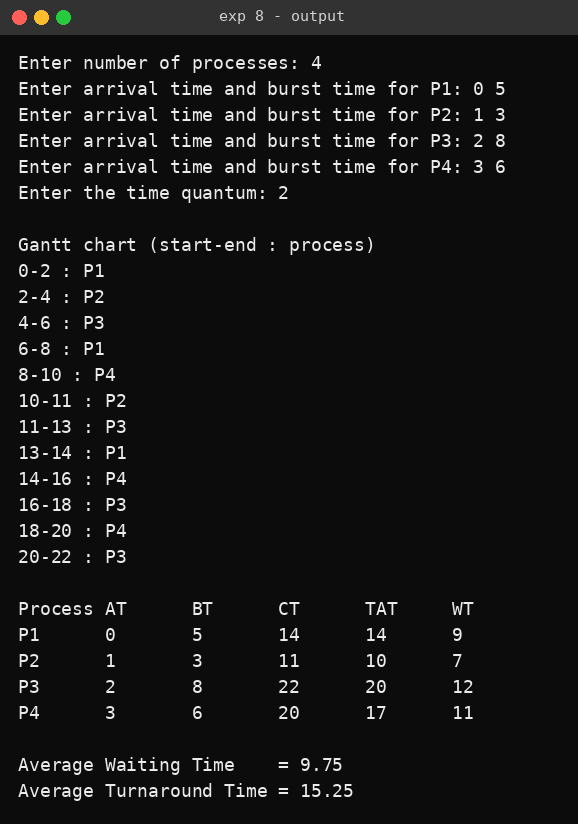 exp 8 - output
Enter number of processes: 4
Enter arrival time and burst time for P1: 0 5
Enter arrival time and burst time for P2: 1 3
Enter arrival time and burst time for P3: 2 8
Enter arrival time and burst time for P4: 3 6
Enter the time quantum: 2

Gantt chart (start-end : process)
0-2 : P1
2-4 : P2
4-6 : P3
6-8 : P1
8-10 : P4
10-11 : P2
11-13 : P3
13-14 : P1
14-16 : P4
16-18 : P3
18-20 : P4
20-22 : P3

Process AT      BT      CT      TAT     WT
P1      0       5       14      14      9
P2      1       3       11      10      7
P3      2       8       22      20      12
P4      3       6       20      17      11

Average Waiting Time    = 9.75
Average Turnaround Time = 15.25